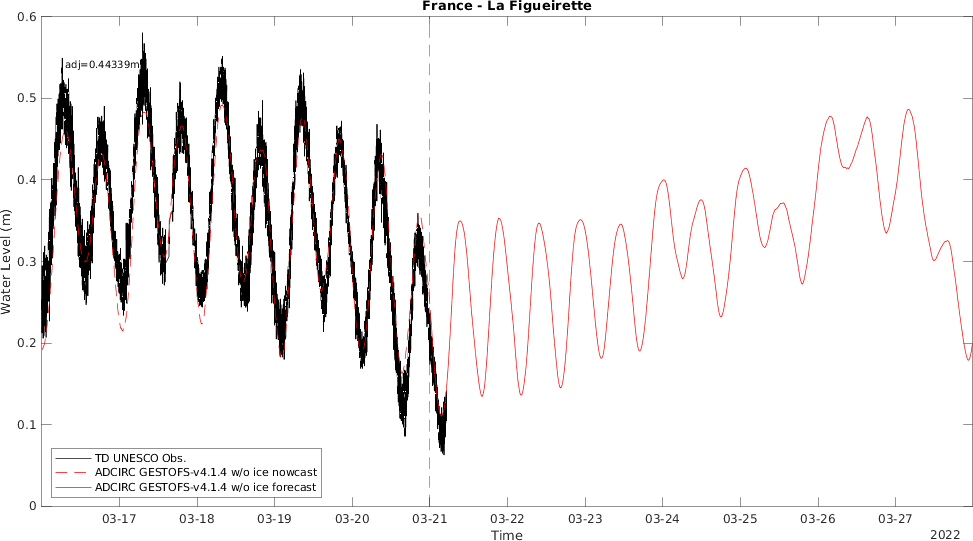 France - La Figueirette
0.6
0.5
0.4
0.3
0.2
0.1
0
Water Level (m)
adj=0.44339m
TD UNESCO Obs.
ADCIRC GESTOFS-v4.1.4 w/o ice nowcast
ADCIRC GESTOFS-v4.1.4 w/o ice forecast
03-17 03-18 03-19 03-20 03-21 03-22 03-23 03-24 03-25 03-26 03-27
Time
2022